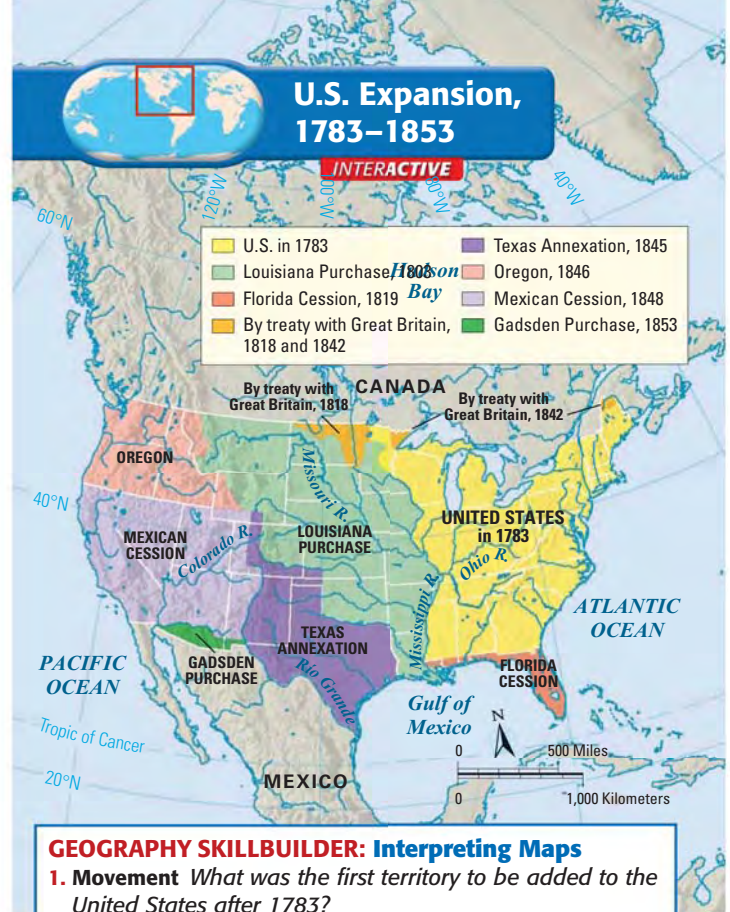 U.S. Expansion,
1783–1853
INTERACTIVE
60°N
120°W
100°W
80°W
40°W
U.S. in 1783
Louisiana Purchase, 1803
Florida Cession, 1819
By treaty with Great Britain,
1818 and 1842
Texas Annexation, 1845
Oregon, 1846
Mexican Cession, 1848
Gadsden Purchase, 1853
Hudson
Bay
By treaty with
Great Britain, 1818
CANADA
By treaty with
Great Britain, 1842
OREGON
Missouri R.
40°N
MEXICAN
CESSION
Colorado R.
LOUISIANA
PURCHASE
UNITED STATES
in 1783
Ohio R.
Mississippi R.
ATLANTIC
OCEAN
PACIFIC
OCEAN
GADSDEN
PURCHASE
TEXAS
ANNEXATION
Rio Grande
FLORIDA
CESSION
Gulf of
Mexico
N
Tropic of Cancer
20°N
MEXICO
0 500 Miles
0 1,000 Kilometers
GEOGRAPHY SKILLBUILDER: Interpreting Maps
1. Movement What was the first territory to be added to the
United States after 1783?